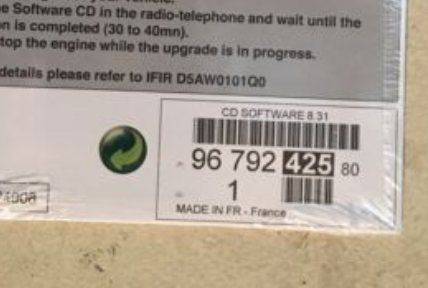 e Software CD in the radio-telephone and wait until the
n is completed (30 to 40mn).
top the engine while the upgrade is in progress.
details please refer to IFIR D5AW0101Q0
CD SOFTWARE 8.31
96 792 425 80
1
MADE IN FR - France